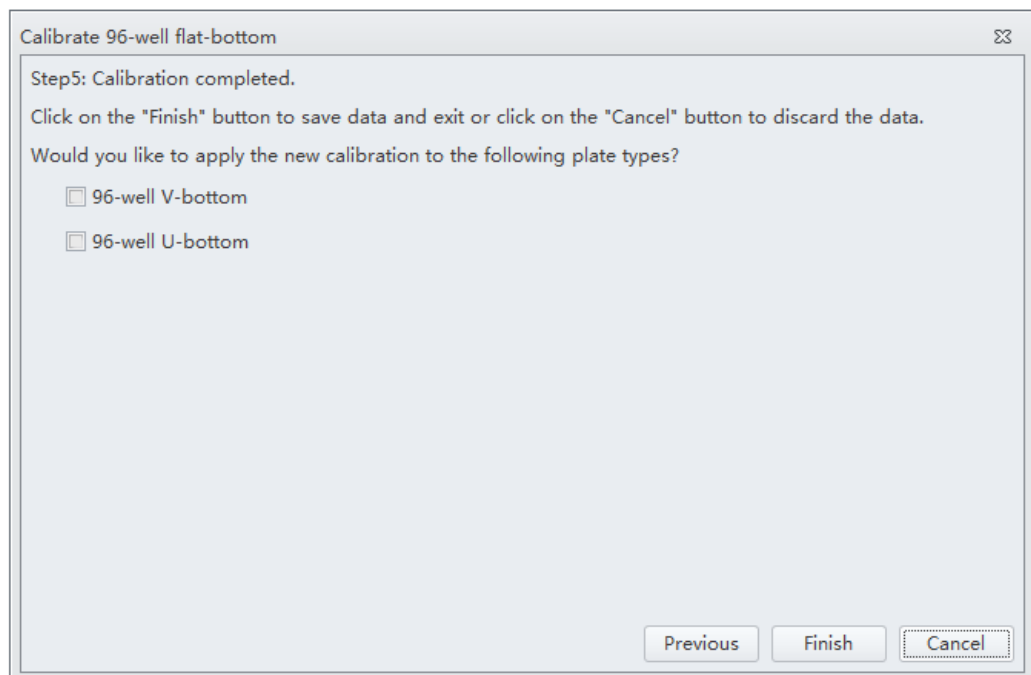 Calibrate 96-well flat-bottom
Step5: Calibration completed.
Click on the "Finish" button to save data and exit or click on the "Cancel" button to discard the data.
Would you like to apply the new calibration to the following plate types?
96-well V-bottom
96-well U-bottom
Previous Finish Cancel